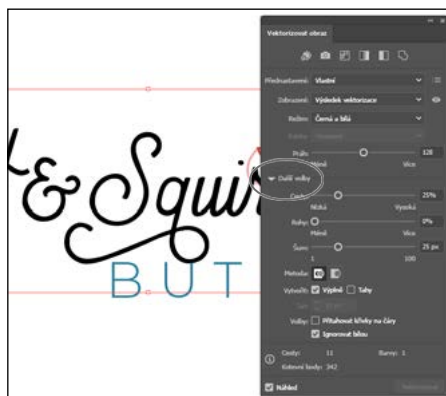 Vektorizovat obraz
Přednastavení: Vlastní
Zobrazení: Výsledek vektorizace
Režim: Černá a bílá
Práh: 128
Méně Více
Další volby
Cesty: 25%
Nízká Vysoká
Rohy: 0%
Méně Více
Šum: 25 px
1 100
Metoda:
Vytvořit: Výplně Tahy
Volby: Přitahovat křivky na čáry
Ignorovat bílou
Cesty: 11 Barvy: 1
Kotevní body: 342
Náhled
& Squir
BUT